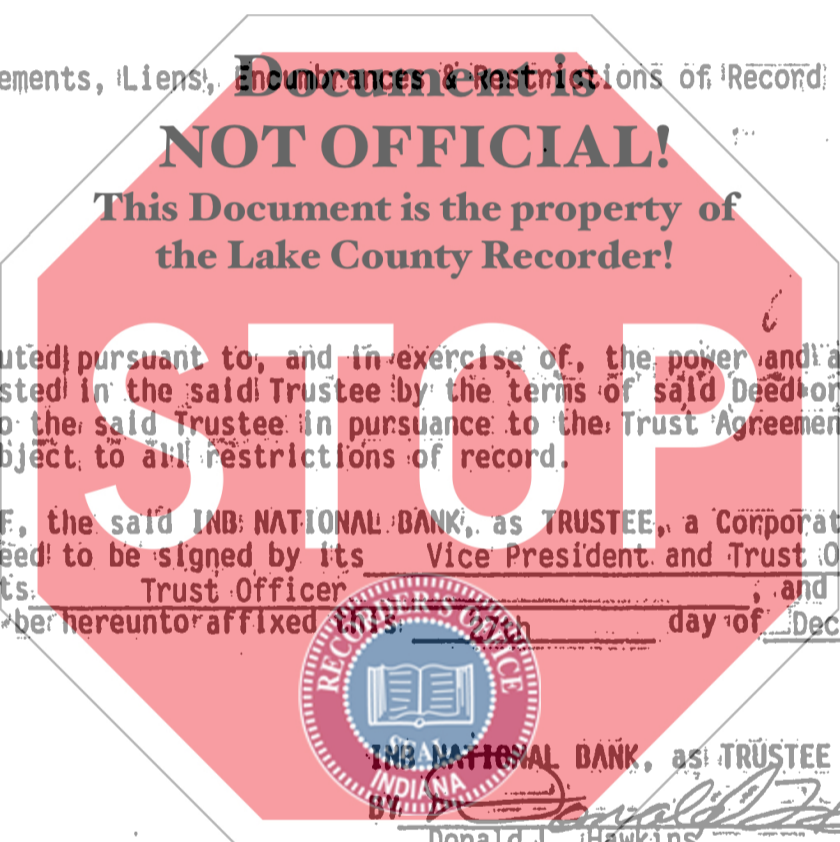 ements, Liens, Encumbrances & Restrictions of Record
Document is
NOT OFFICIAL!
This Document is the property of
the Lake County Recorder!
STOP
uted pursuant to, and in exercise of, the power and a
sted in the said Trustee by the terms of said Deed or
o the said Trustee in pursuance to the Trust Agreemen
bject to all restrictions of record.
F, the said INB NATIONAL BANK, as TRUSTEE, a Corporat
eed to be signed by its Vice President and Trust O
ts Trust Officer , and
be hereunto affixed this 27th day of Dec
RECORDER'S OFFICE
SEAL
INDIANA
INB NATIONAL BANK, as TRUSTEE
BY
Donald L. Hawkins